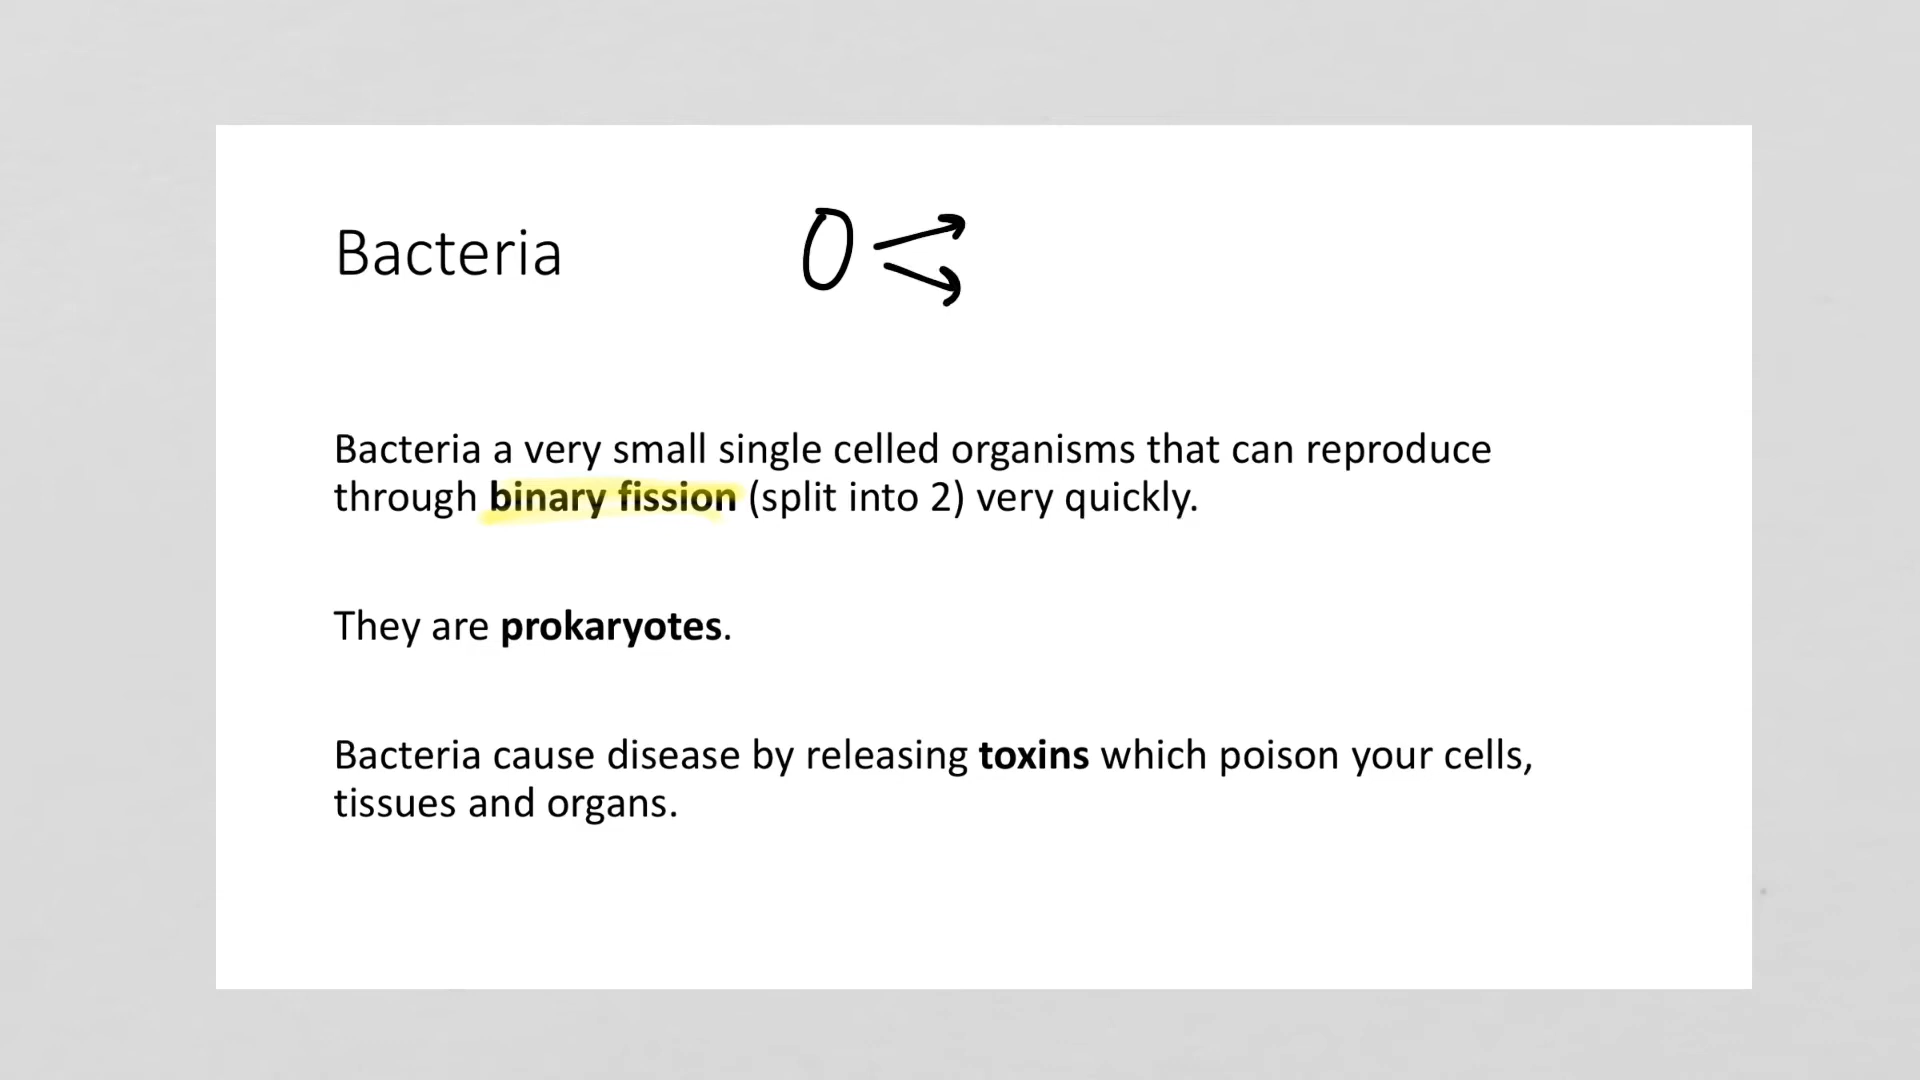 Bacteria
Bacteria a very small single celled organisms that can reproduce
through binary fission (split into 2) very quickly.
They are prokaryotes.
Bacteria cause disease by releasing toxins which poison your cells,
tissues and organs.